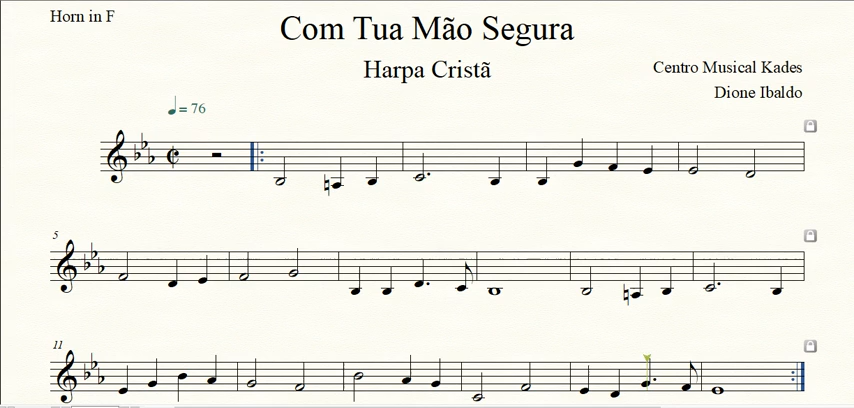 Horn in F
Com Tua Mão Segura
Harpa Cristã
Centro Musical Kades
Dione Ibaldo
= 76
5
11